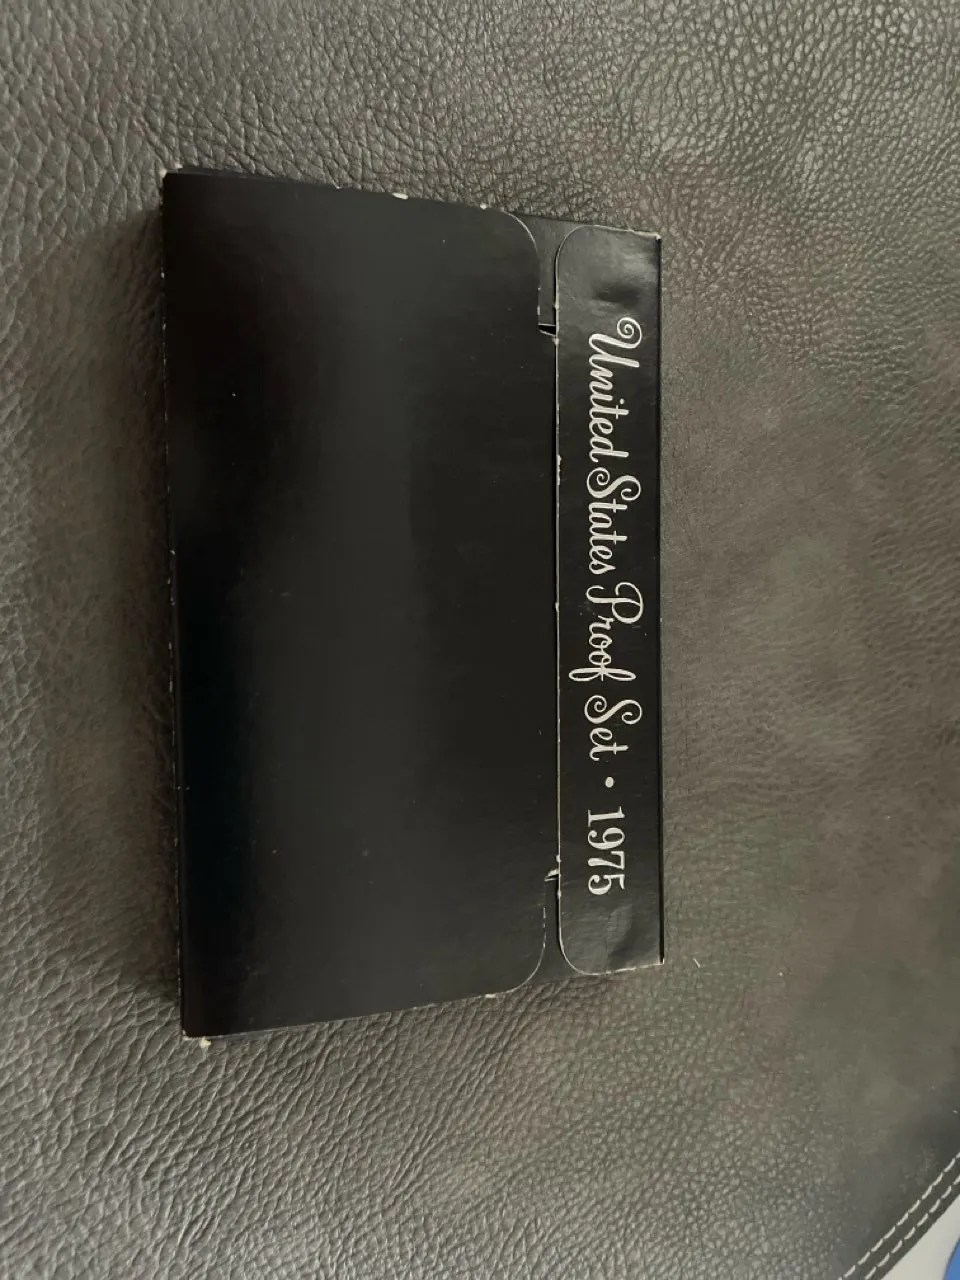 United States Proof Set • 1975